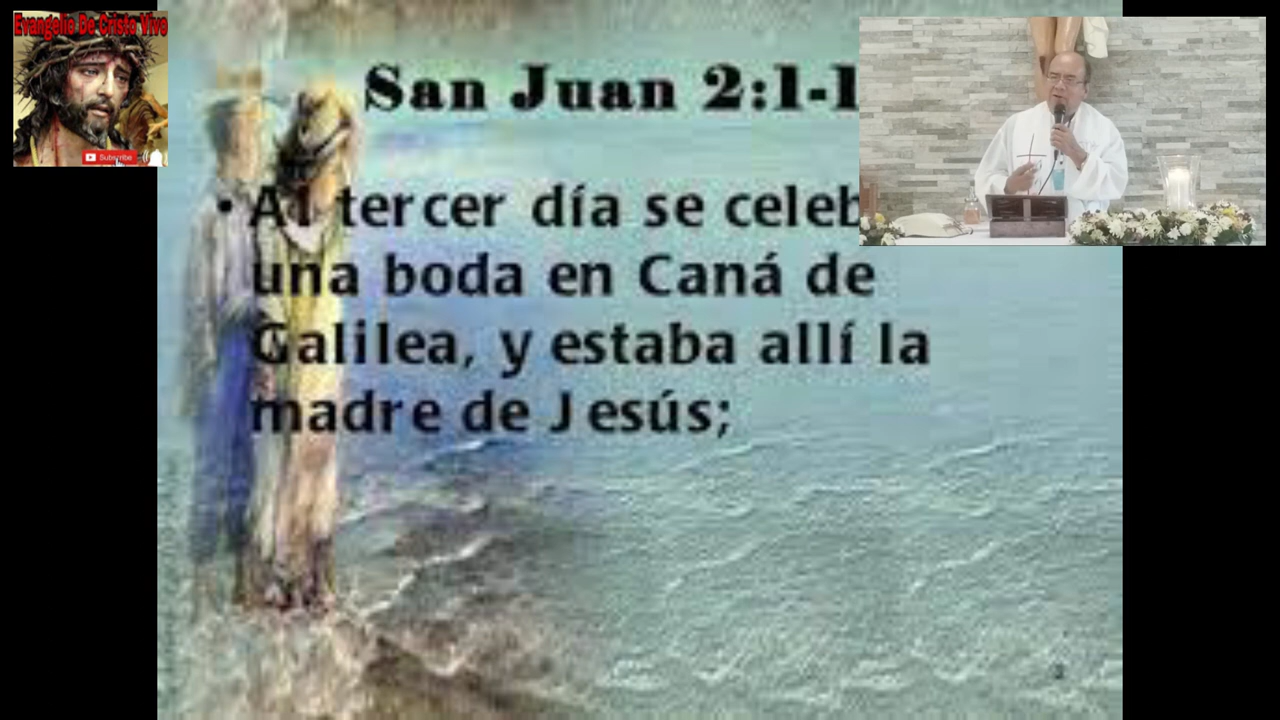 Evangelio De Cristo Vivo
Subscribe
San Juan 2:1-1
• Al tercer día se celeb
una boda en Caná de
Galilea, y estaba allí la
madre de Jesús;